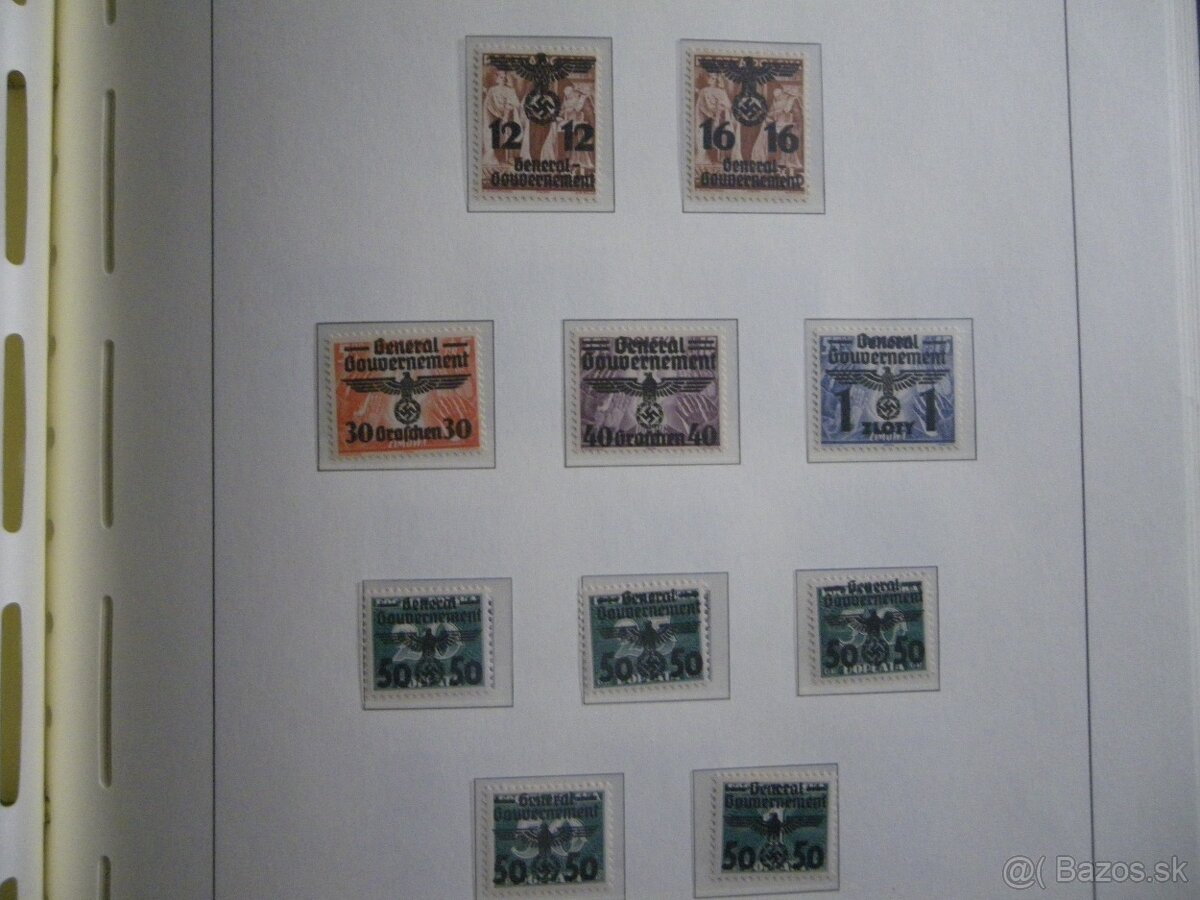 12 12
General-
Gouvernement
16 16
General-
Gouvernement
General
Gouvernement
30 Groschen 30
General
Gouvernement
40 Groschen 40
General
Gouvernement
1 1
ZŁOTY
General
Gouvernement
50 50
General
Gouvernement
50 50
General
Gouvernement
50 50
General
Gouvernement
50 50
General
Gouvernement
50 50
@( Bazos.sk